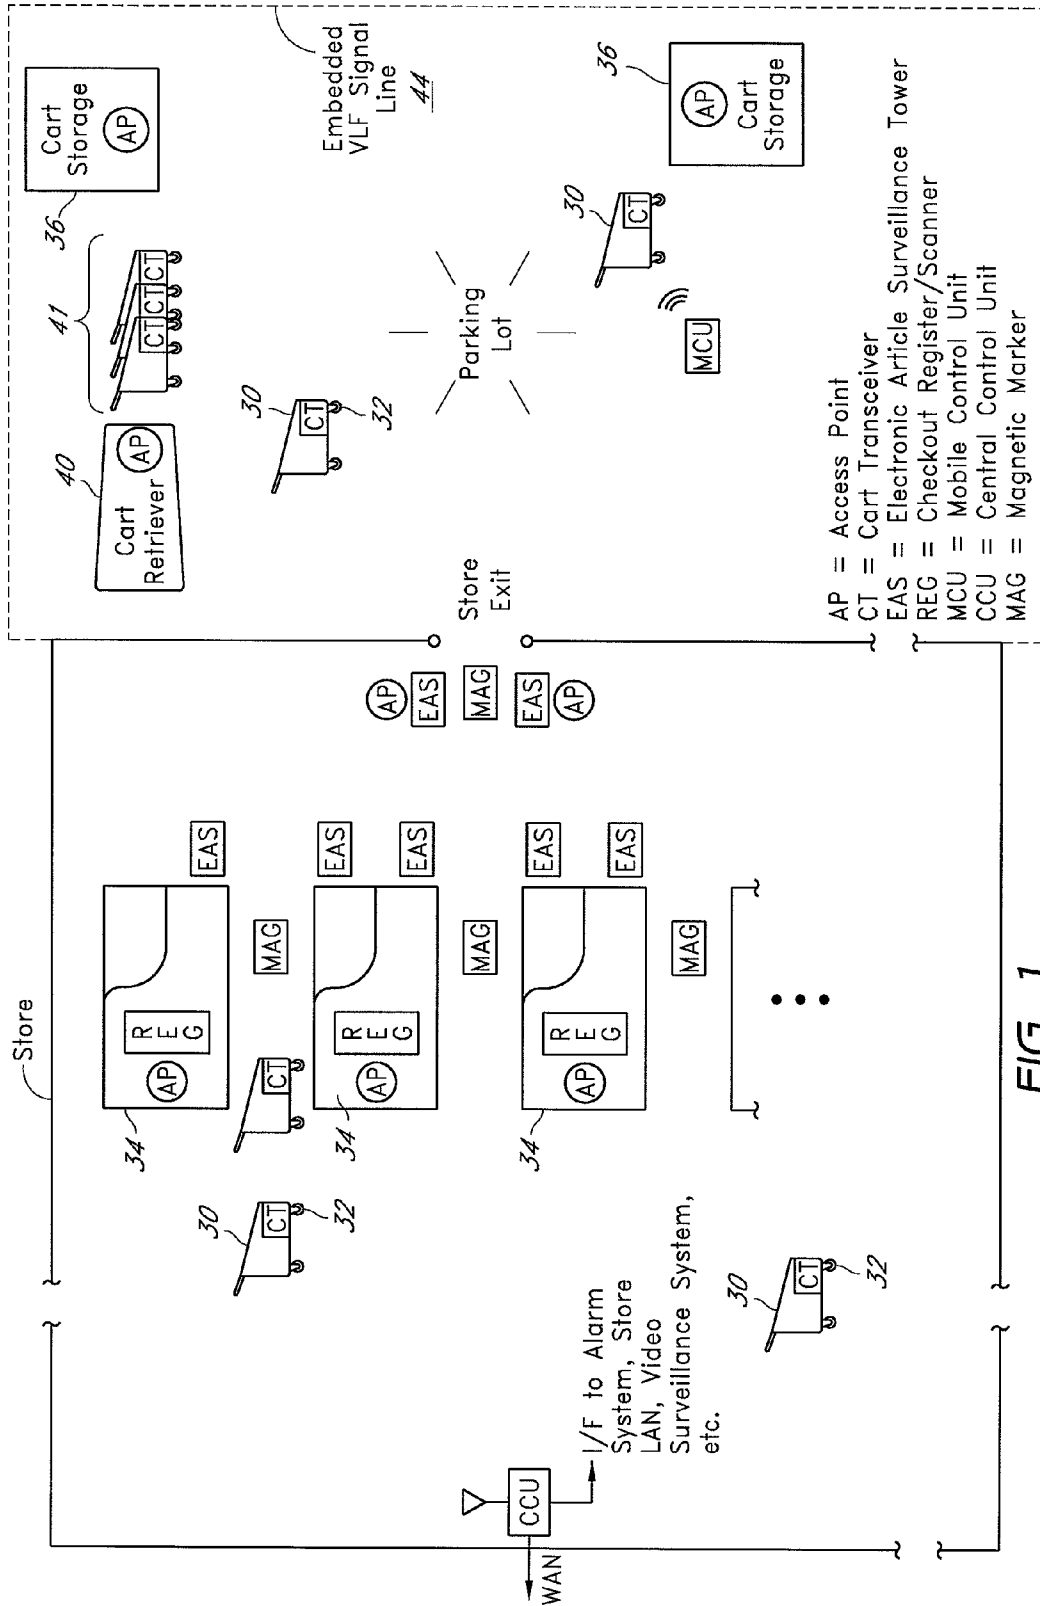 Store
34
REG
AP
EAS
MAG
30
CT
32
CT
34
REG
AP
EAS
EAS
MAG
34
REG
AP
EAS
EAS
MAG
30
CT
32
CCU
WAN
I/F to Alarm
System, Store
LAN, Video
Surveillance System,
etc.
AP
EAS
MAG
EAS
AP
Store
Exit
40
Cart
Retriever
AP
41
CT
CT
CT
36
Cart
Storage
AP
Embedded
VLF Signal
Line
44
30
CT
32
Parking
Lot
MCU
30
CT
36
AP
Cart
Storage
AP = Access Point
CT = Cart Transceiver
EAS = Electronic Article Surveillance Tower
REG = Checkout Register/Scanner
MCU = Mobile Control Unit
CCU = Central Control Unit
MAG = Magnetic Marker
FIG. 1